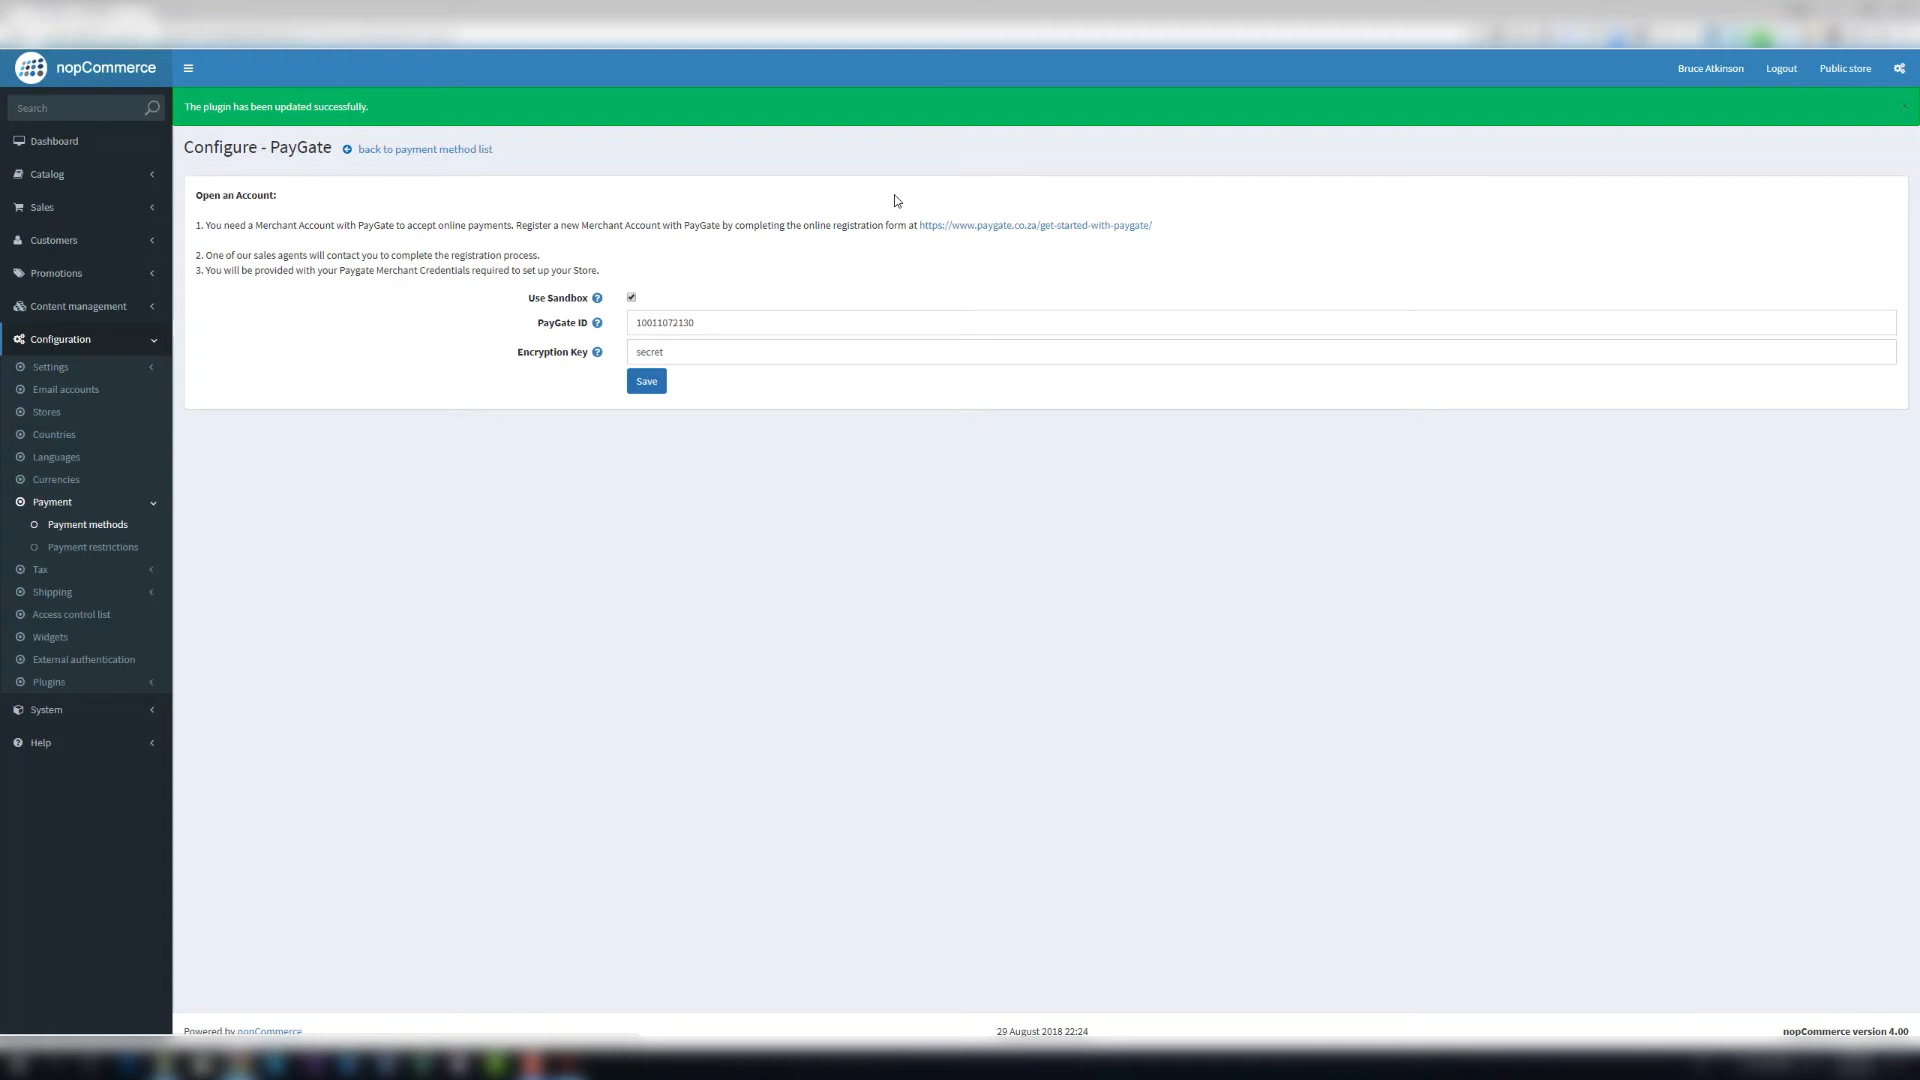 nopCommerce
Bruce Atkinson Logout Public store
Search
The plugin has been updated successfully.
Dashboard
Configure - PayGate back to payment method list
Catalog
Sales
Customers
Promotions
Content management
Configuration
Settings
Email accounts
Stores
Countries
Languages
Currencies
Payment
Payment methods
Payment restrictions
Tax
Shipping
Access control list
Widgets
External authentication
Plugins
System
Help
Open an Account:
1. You need a Merchant Account with PayGate to accept online payments. Register a new Merchant Account with PayGate by completing the online registration form at https://www.paygate.co.za/get-started-with-paygate/
2. One of our sales agents will contact you to complete the registration process.
3. You will be provided with your Paygate Merchant Credentials required to set up your Store.
Use Sandbox
PayGate ID 10011072130
Encryption Key secret
Save
Powered by nopCommerce 29 August 2018 22:24 nopCommerce version 4.00